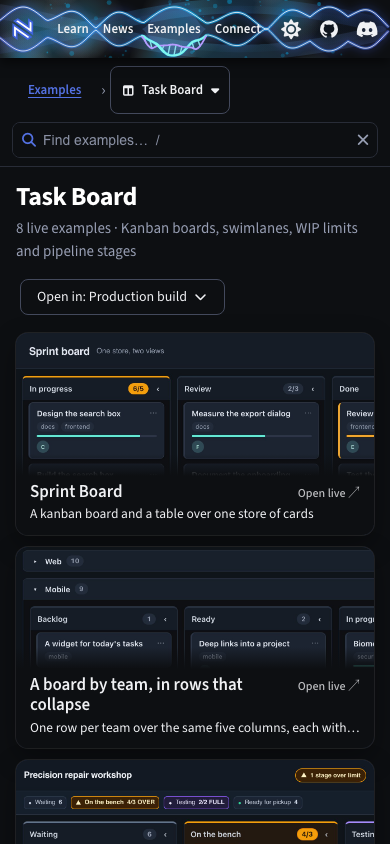 Learn News Examples Connect
Examples › Task Board
Find examples… /
Task Board
8 live examples · Kanban boards, swimlanes, WIP limits
and pipeline stages
Open in: Production build
Sprint board One store, two views
In progress 6/5 Review 2/3 Done
Design the search box Measure the export dialog Review
docs frontend docs frontend
C F E
Sprint Board Open live
A kanban board and a table over one store of cards
Web 10
Mobile 9
Backlog 1 Ready 2 In prog
A widget for today's tasks Deep links into a project Biome
mobile mobile secur
A board by team, in rows that Open live
collapse
One row per team over the same five columns, each with…
Precision repair workshop 1 stage over limit
Waiting 6 On the bench 4/3 OVER Testing 2/2 FULL Ready for pickup 4
Waiting 6 On the bench 4/3 Testing